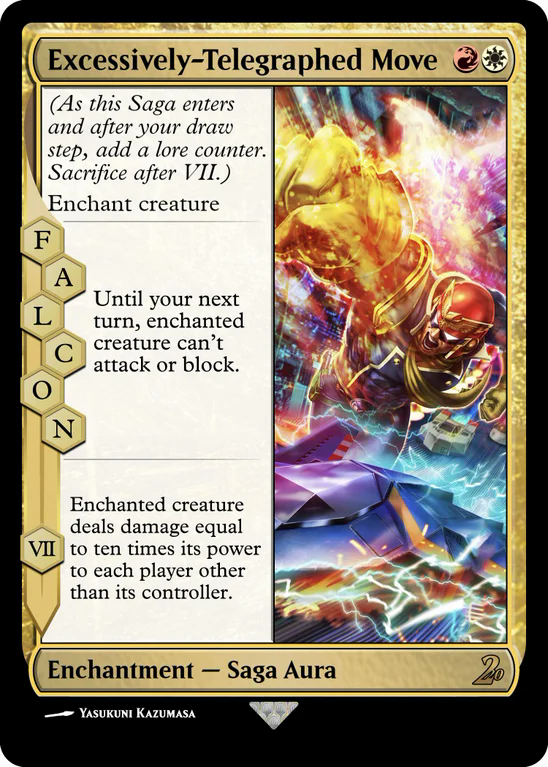 Excessively-Telegraphed Move
(As this Saga enters
and after your draw
step, add a lore counter.
Sacrifice after VII.)
Enchant creature
F
A
L
C
O
N
Until your next
turn, enchanted
creature can't
attack or block.
VII
Enchanted creature
deals damage equal
to ten times its power
to each player other
than its controller.
Enchantment — Saga Aura
Yasukuni Kazumasa